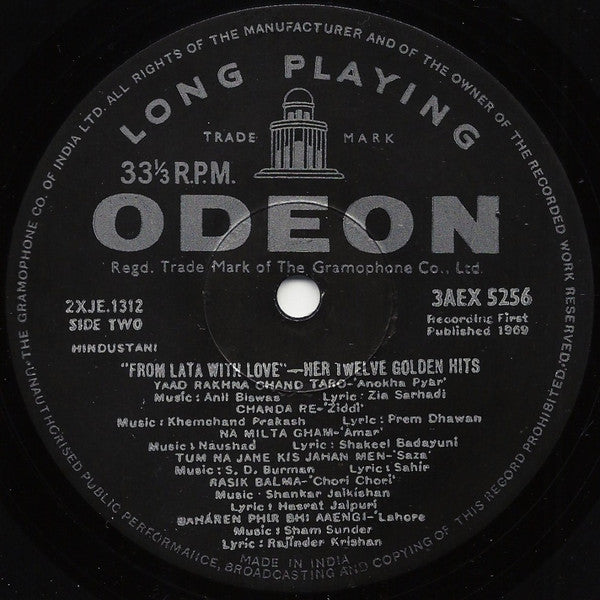 THE GRAMOPHONE CO. OF INDIA LTD. ALL RIGHTS OF THE MANUFACTURER AND OF THE OWNER OF THE RECORDED WORK RESERVED. UNAUTHORISED PUBLIC PERFORMANCE, BROADCASTING AND COPYING OF THIS RECORD PROHIBITED.
LONG PLAYING
TRADE MARK
33⅓ R.P.M.
ODEON
Regd. Trade Mark of The Gramophone Co., Ltd.
2XJE.1312
SIDE TWO
3AEX 5256
Recording First
Published 1969
HINDUSTANI
"FROM LATA WITH LOVE"—HER TWELVE GOLDEN HITS
YAAD RAKHNA CHAND TARO-'Anokha Pyar'
Music: Anil Biswas Lyric: Zia Sarhadi
CHANDA RE-'Ziddi'
Music: Khemchand Prakash Lyric: Prem Dhawan
NA MILTA GHAM-'Amar'
Music: Naushad Lyric: Shakeel Badayuni
TUM NA JANE KIS JAHAN MEN-'Saza'
Music: S. D. Burman Lyric: Sahir
RASIK BALMA-'Chori Chori'
Music: Shankar Jaikishan
Lyric: Hasrat Jaipuri
BAHÁREN PHIR BHI AAENGI-'Lahore
Music: Sham Sunder
Lyric: Rajinder Krishan
MADE IN INDIA